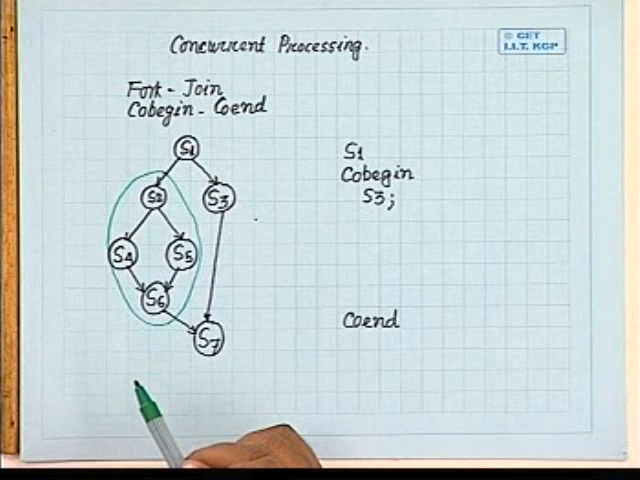 Concurrent Processing.
© CET
I.I.T. KGP
Fork - Join
Cobegin - Coend
S1
S2
S3
S4
S5
S6
S7
S1
Cobegin
S3;
Coend